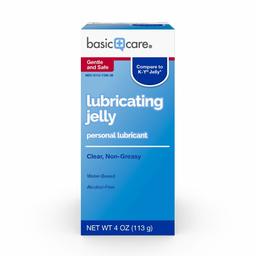 basic care®
Gentle and Safe
Compare to
K-Y® Jelly*
lubricating
jelly
personal lubricant
Clear, Non-Greasy
Water-Based
Alcohol-Free
NET WT 4 OZ (113 g)